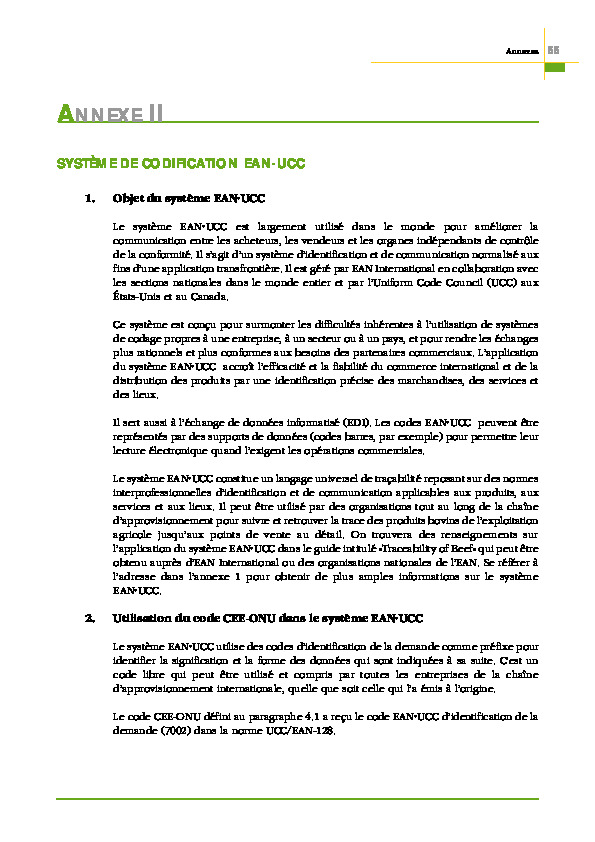 Annexes 55
ANNEXE II
SYSTÈME DE CODIFICATION EAN·UCC
1. Objet du système EAN·UCC
Le système EAN·UCC est largement utilisé dans le monde pour améliorer la
communication entre les acheteurs, les vendeurs et les organes indépendants de contrôle
de la conformité. Il s'agit d'un système d'identification et de communication normalisé aux
fins d'une application transfrontière. Il est géré par EAN International en collaboration avec
les sections nationales dans le monde entier et par l'Uniform Code Council (UCC) aux
États-Unis et au Canada.
Ce système est conçu pour surmonter les difficultés inhérentes à l'utilisation de systèmes
de codage propres à une entreprise, à un secteur ou à un pays, et pour rendre les échanges
plus rationnels et plus conformes aux besoins des partenaires commerciaux. L'application
du système EAN·UCC accroît l'efficacité et la fiabilité du commerce international et de la
distribution des produits par une identification précise des marchandises, des services et
des lieux.
Il sert aussi à l'échange de données informatisé (EDI). Les codes EAN·UCC peuvent être
représentés par des supports de données (codes barres, par exemple) pour permettre leur
lecture électronique quand l'exigent les opérations commerciales.
Le système EAN·UCC constitue un langage universel de traçabilité reposant sur des normes
interprofessionnelles d'identification et de communication applicables aux produits, aux
services et aux lieux. Il peut être utilisé par des organisations tout au long de la chaîne
d'approvisionnement pour suivre et retrouver la trace des produits bovins de l'exploitation
agricole jusqu'aux points de vente au détail. On trouvera des renseignements sur
l'application du système EAN·UCC dans le guide intitulé «Traceability of Beef» qui peut être
obtenu auprès d'EAN International ou des organisations nationales de l'EAN. Se référer à
l'adresse dans l'annexe 1 pour obtenir de plus amples informations sur le système
EAN·UCC.
2. Utilisation du code CEE-ONU dans le système EAN·UCC
Le système EAN·UCC utilise des codes d'identification de la demande comme préfixe pour
identifier la signification et la forme des données qui sont indiquées à sa suite. C'est un
code libre qui peut être utilisé et compris par toutes les entreprises de la chaîne
d'approvisionnement internationale, quelle que soit celle qui l'a émis à l'origine.
Le code CEE-ONU défini au paragraphe 4.1 a reçu le code EAN·UCC d'identification de la
demande (7002) dans la norme UCC/EAN-128.